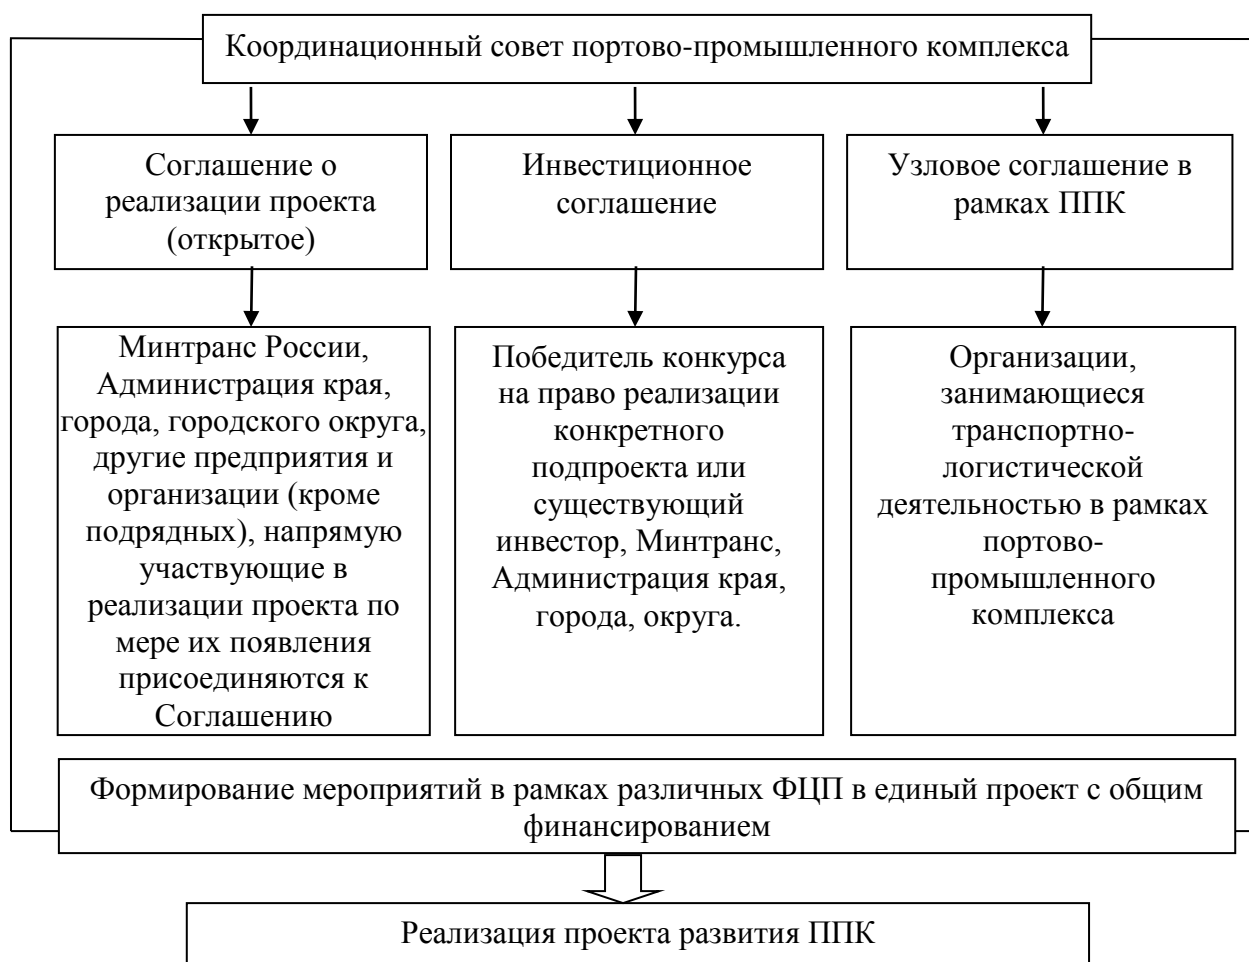 Координационный совет портово-промышленного комплекса
Соглашение о
реализации проекта
(открытое)
Инвестиционное
соглашение
Узловое соглашение в
рамках ППК
Минтранс России,
Администрация края,
города, городского округа,
другие предприятия и
организации (кроме
подрядных), напрямую
участвующие в
реализации проекта по
мере их появления
присоединяются к
Соглашению
Победитель конкурса
на право реализации
конкретного
подпроекта или
существующий
инвестор, Минтранс,
Администрация края,
города, округа.
Организации,
занимающиеся
транспортно-
логистической
деятельностью в рамках
портово-
промышленного
комплекса
Формирование мероприятий в рамках различных ФЦП в единый проект с общим
финансированием
Реализация проекта развития ППК